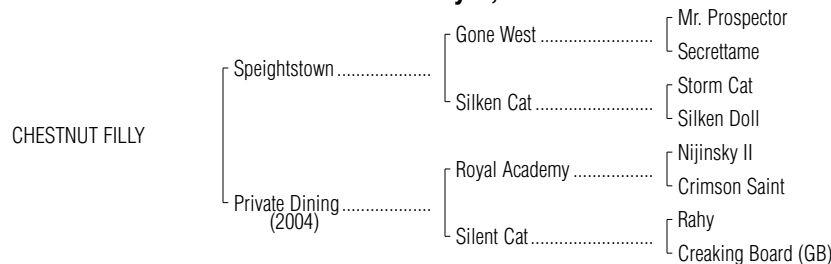 Gone West
Mr. Prospector
Secrettame
Speightstown
Silken Cat
Storm Cat
Silken Doll
CHESTNUT FILLY
Private Dining
(2004)
Royal Academy
Nijinsky II
Crimson Saint
Silent Cat
Rahy
Creaking Board (GB)